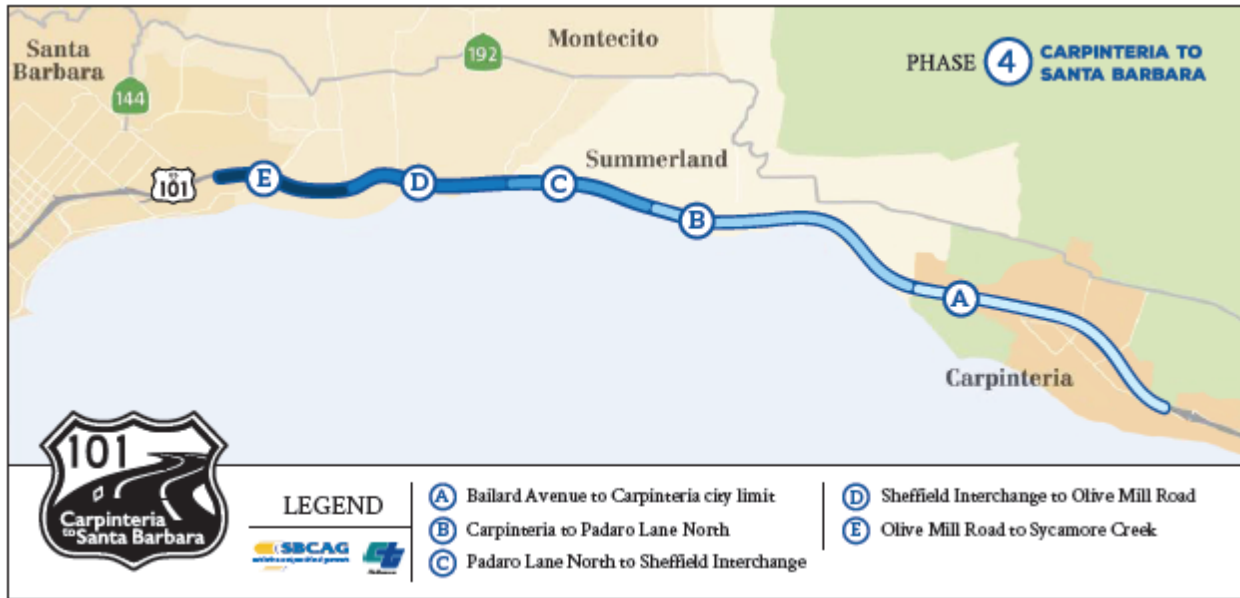 Santa
Barbara
144
192
Montecito
PHASE 4 CARPINTERIA TO
SANTA BARBARA
Summerland
US
101
E
D
C
B
A
Carpinteria
101
Carpinteria
to Santa Barbara
LEGEND
SBCAG
A Bailard Avenue to Carpinteria city limit
B Carpinteria to Padaro Lane North
C Padaro Lane North to Sheffield Interchange
D Sheffield Interchange to Olive Mill Road
E Olive Mill Road to Sycamore Creek